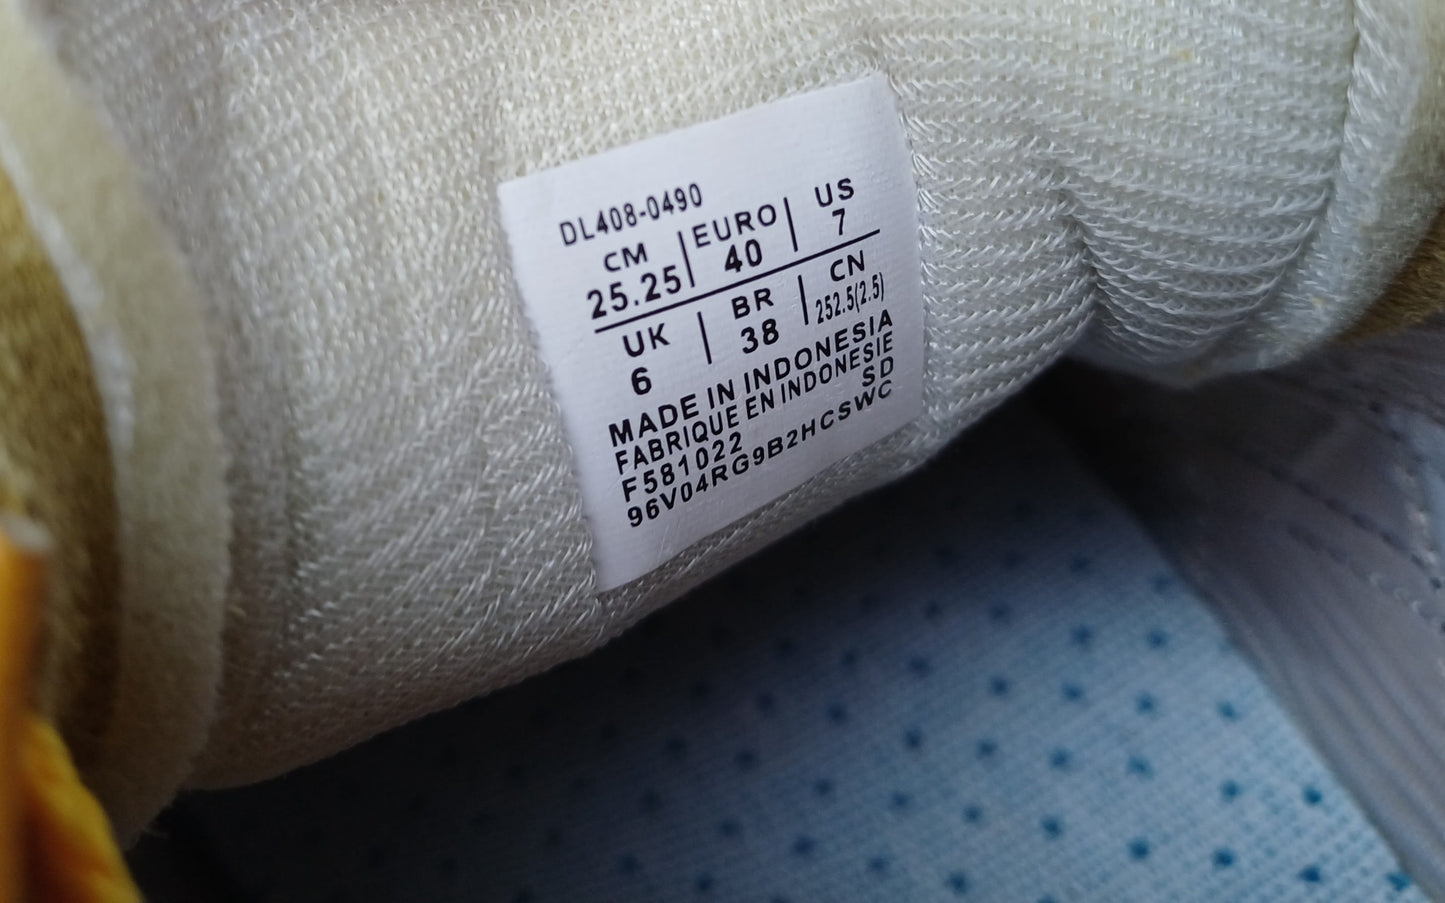 DL408-0490
CM | EURO | US
25.25 | 40 | 7
UK | BR | CN
6 | 38 | 252.5(2.5)
MADE IN INDONESIA
FABRIQUE EN INDONESIE
SD
F581022
96V04RG9B2HCSWC